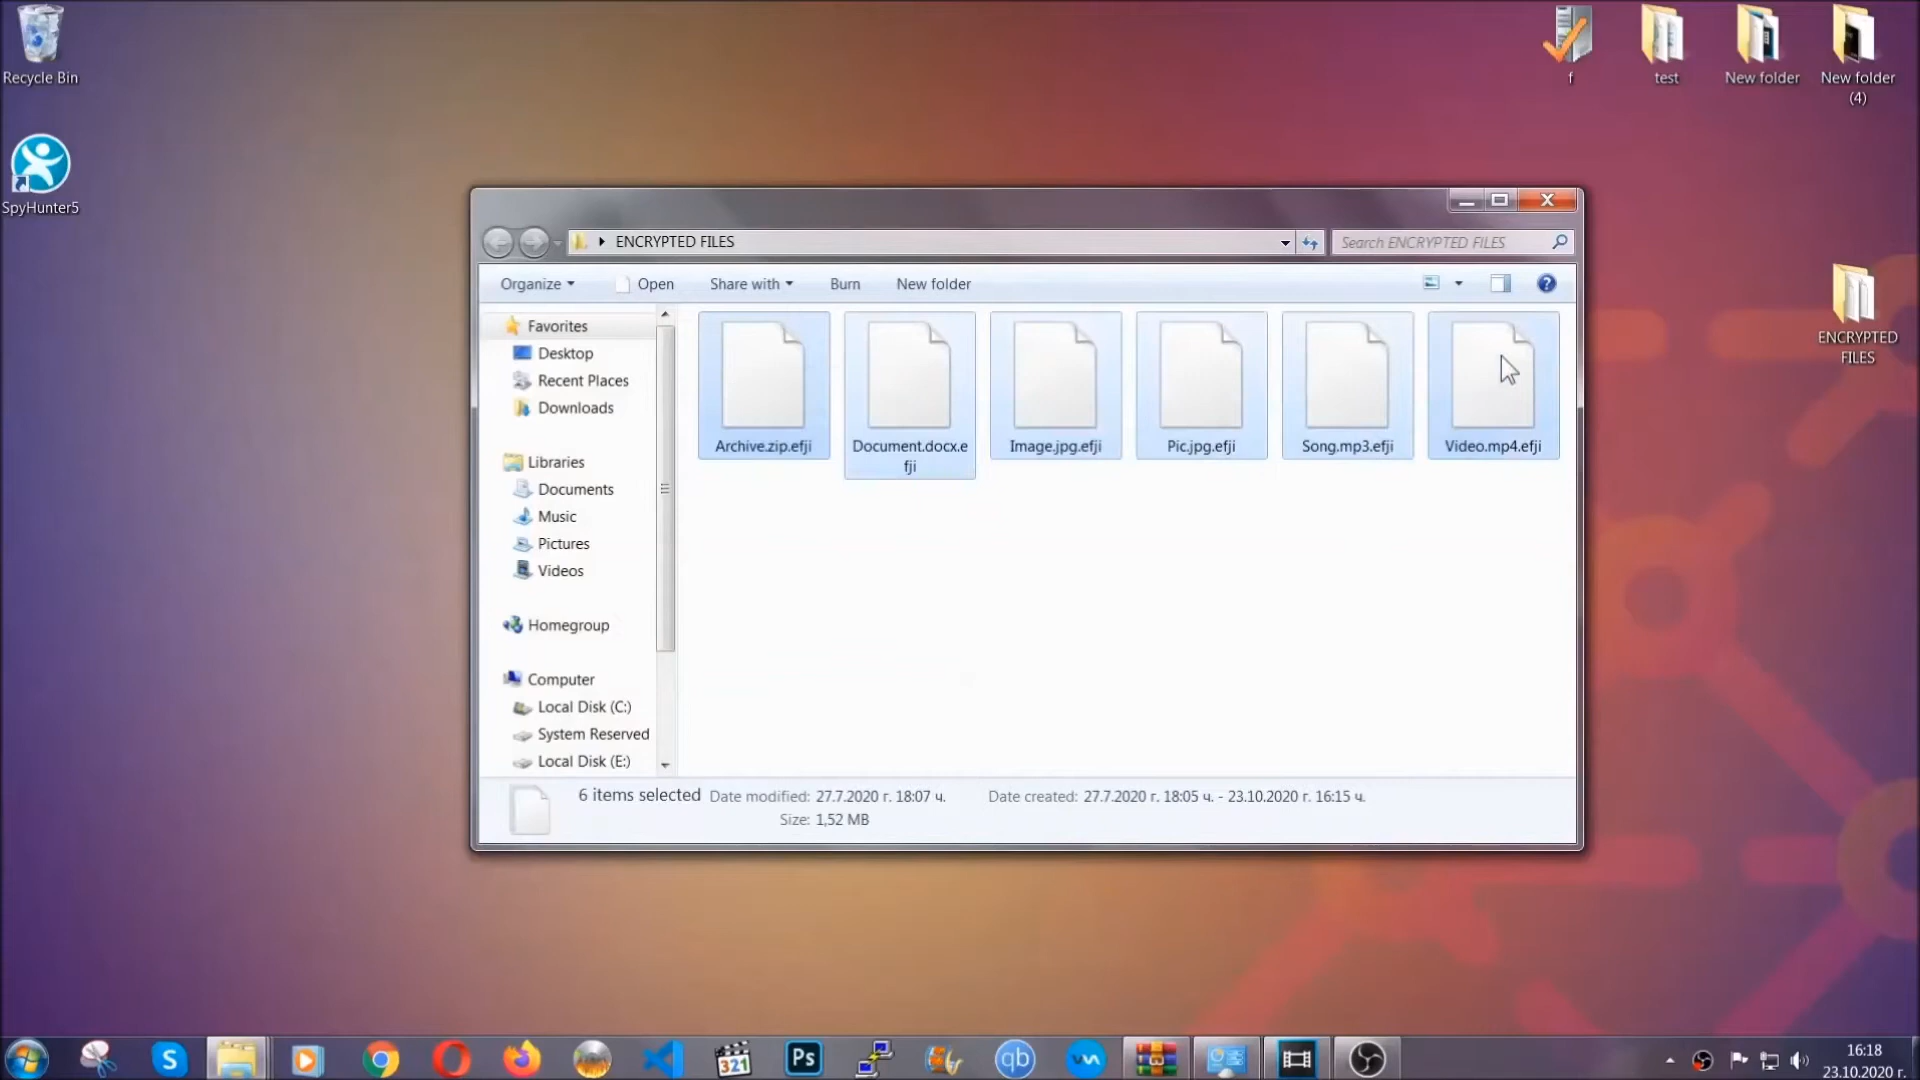 Recycle Bin
SpyHunter5
f
test
New folder
New folder
(4)
ENCRYPTED
FILES
ENCRYPTED FILES
Search ENCRYPTED FILES
Organize
Open
Share with
Burn
New folder
Favorites
Desktop
Recent Places
Downloads
Libraries
Documents
Music
Pictures
Videos
Homegroup
Computer
Local Disk (C:)
System Reserved
Local Disk (E:)
Archive.zip.efji
Document.docx.e
fji
Image.jpg.efji
Pic.jpg.efji
Song.mp3.efji
Video.mp4.efji
6 items selected Date modified: 27.7.2020 г. 18:07 ч. Date created: 27.7.2020 г. 18:05 ч. - 23.10.2020 г. 16:15 ч.
Size: 1,52 MB
S
321
Ps
qb
16:18
23.10.2020 г.